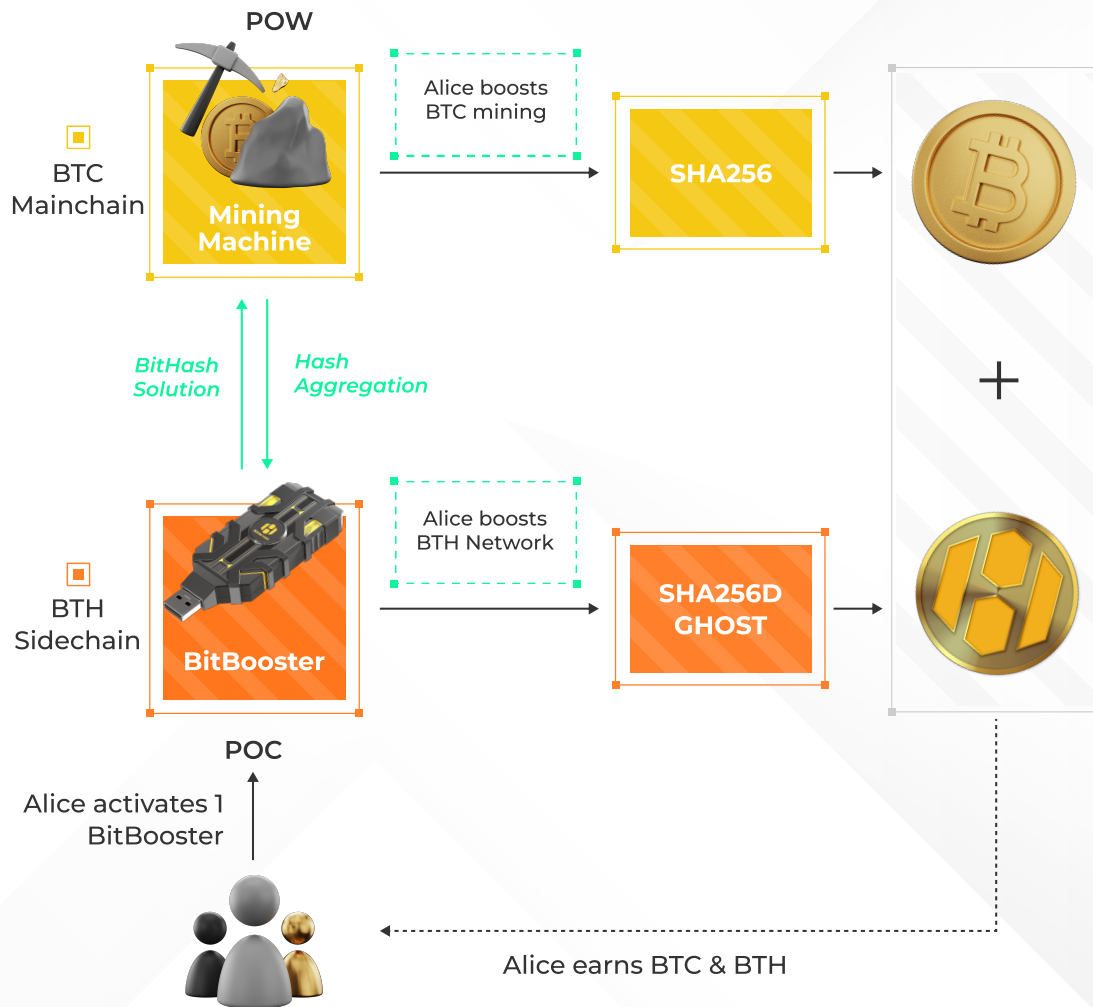 POW
Alice boosts
BTC mining
BTC
Mainchain
Mining
Machine
SHA256
BitHash
Solution
Hash
Aggregation
Alice boosts
BTH Network
BTH
Sidechain
BitBooster
SHA256D
GHOST
POC
Alice activates 1
BitBooster
Alice earns BTC & BTH